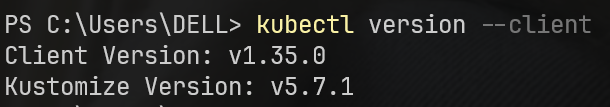 PS C:\Users\DELL> kubectl version --client
Client Version: v1.35.0
Kustomize Version: v5.7.1